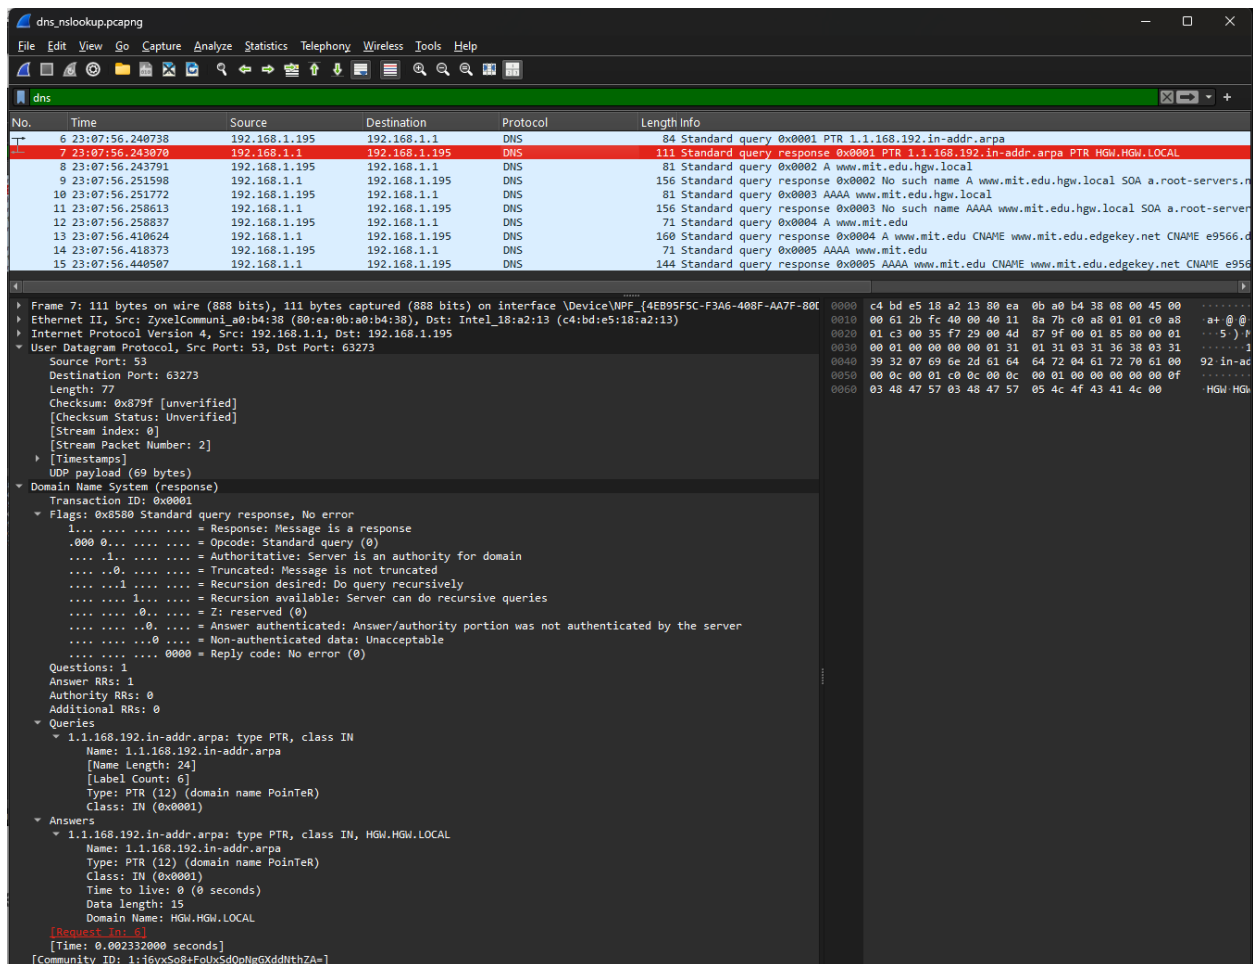 dns_nslookup.pcapng
File Edit View Go Capture Analyze Statistics Telephony Wireless Tools Help
dns
No. Time Source Destination Protocol Length Info
6 23:07:56.240738 192.168.1.195 192.168.1.1 DNS 84 Standard query 0x0001 PTR 1.1.168.192.in-addr.arpa
7 23:07:56.243070 192.168.1.1 192.168.1.195 DNS 111 Standard query response 0x0001 PTR 1.1.168.192.in-addr.arpa PTR HGW.HGW.LOCAL
8 23:07:56.243791 192.168.1.195 192.168.1.1 DNS 81 Standard query 0x0002 A www.mit.edu.hgw.local
9 23:07:56.251598 192.168.1.1 192.168.1.195 DNS 156 Standard query response 0x0002 No such name A www.mit.edu.hgw.local SOA a.root-servers.n
10 23:07:56.251772 192.168.1.195 192.168.1.1 DNS 81 Standard query 0x0003 AAAA www.mit.edu.hgw.local
11 23:07:56.258613 192.168.1.1 192.168.1.195 DNS 156 Standard query response 0x0003 No such name AAAA www.mit.edu.hgw.local SOA a.root-server
12 23:07:56.258837 192.168.1.195 192.168.1.1 DNS 71 Standard query 0x0004 A www.mit.edu
13 23:07:56.410624 192.168.1.1 192.168.1.195 DNS 160 Standard query response 0x0004 A www.mit.edu CNAME www.mit.edu.edgekey.net CNAME e9566.d
14 23:07:56.418373 192.168.1.195 192.168.1.1 DNS 71 Standard query 0x0005 AAAA www.mit.edu
15 23:07:56.440507 192.168.1.1 192.168.1.195 DNS 144 Standard query response 0x0005 AAAA www.mit.edu CNAME www.mit.edu.edgekey.net CNAME e956
Frame 7: 111 bytes on wire (888 bits), 111 bytes captured (888 bits) on interface \Device\NPF_{4EB95F5C-F3A6-408F-AA7F-80D
Ethernet II, Src: ZyxelCommuni_a0:b4:38 (80:ea:0b:a0:b4:38), Dst: Intel_18:a2:13 (c4:bd:e5:18:a2:13)
Internet Protocol Version 4, Src: 192.168.1.1, Dst: 192.168.1.195
User Datagram Protocol, Src Port: 53, Dst Port: 63273
Source Port: 53
Destination Port: 63273
Length: 77
Checksum: 0x879f [unverified]
[Checksum Status: Unverified]
[Stream index: 0]
[Stream Packet Number: 2]
[Timestamps]
UDP payload (69 bytes)
Domain Name System (response)
Transaction ID: 0x0001
Flags: 0x8580 Standard query response, No error
1... .... .... .... = Response: Message is a response
.000 0... .... .... = Opcode: Standard query (0)
.... .1.. .... .... = Authoritative: Server is an authority for domain
.... ..0. .... .... = Truncated: Message is not truncated
.... ...1 .... .... = Recursion desired: Do query recursively
.... .... 1... .... = Recursion available: Server can do recursive queries
.... .... .0.. .... = Z: reserved (0)
.... .... ..0. .... = Answer authenticated: Answer/authority portion was not authenticated by the server
.... .... ...0 .... = Non-authenticated data: Unacceptable
.... .... .... 0000 = Reply code: No error (0)
Questions: 1
Answer RRs: 1
Authority RRs: 0
Additional RRs: 0
Queries
1.1.168.192.in-addr.arpa: type PTR, class IN
Name: 1.1.168.192.in-addr.arpa
[Name Length: 24]
[Label Count: 6]
Type: PTR (12) (domain name PoinTeR)
Class: IN (0x0001)
Answers
1.1.168.192.in-addr.arpa: type PTR, class IN, HGW.HGW.LOCAL
Name: 1.1.168.192.in-addr.arpa
Type: PTR (12) (domain name PoinTeR)
Class: IN (0x0001)
Time to live: 0 (0 seconds)
Data length: 15
Domain Name: HGW.HGW.LOCAL
[Request In: 6]
[Time: 0.002332000 seconds]
[Community ID: 1:j6yxSo8+FoUxSdOpNgGXddNthZA=]
0000 c4 bd e5 18 a2 13 80 ea 0b a0 b4 38 08 00 45 00 ········
0010 00 61 2b fc 40 00 40 11 8a 7b c0 a8 01 01 c0 a8 ·a+·@·@·
0020 01 c3 00 35 f7 29 00 4d 87 9f 00 01 85 80 00 01 ···5·)·M
0030 00 01 00 00 00 00 01 31 01 31 03 31 36 38 03 31 ·······1
0040 39 32 07 69 6e 2d 61 64 64 72 04 61 72 70 61 00 92·in-ad
0050 00 0c 00 01 c0 0c 00 0c 00 01 00 00 00 00 00 0f ········
0060 03 48 47 57 03 48 47 57 05 4c 4f 43 41 4c 00 ·HGW·HGW